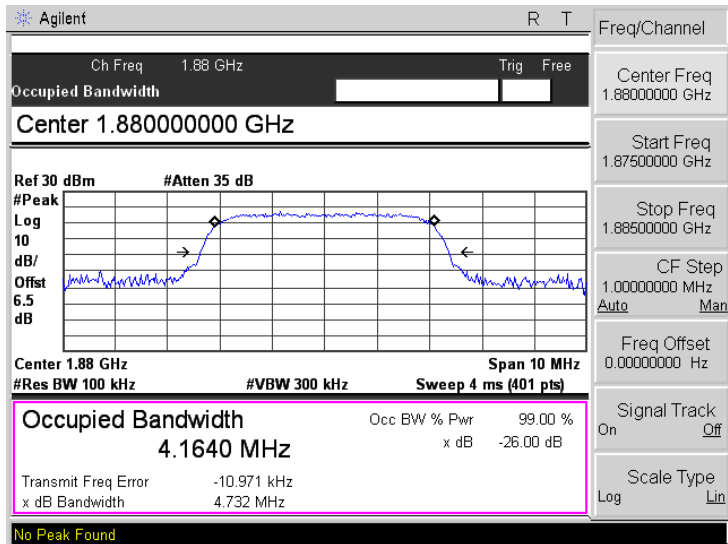 Agilent R T
Ch Freq 1.88 GHz Trig Free
Occupied Bandwidth
Center 1.880000000 GHz
Ref 30 dBm #Atten 35 dB
#Peak
Log
10
dB/
Offst
6.5
dB
Center 1.88 GHz Span 10 MHz
#Res BW 100 kHz #VBW 300 kHz Sweep 4 ms (401 pts)
Occupied Bandwidth Occ BW % Pwr 99.00 %
4.1640 MHz x dB -26.00 dB
Transmit Freq Error -10.971 kHz
x dB Bandwidth 4.732 MHz
No Peak Found
Freq/Channel
Center Freq
1.88000000 GHz
Start Freq
1.87500000 GHz
Stop Freq
1.88500000 GHz
CF Step
1.00000000 MHz
Auto Man
Freq Offset
0.00000000 Hz
Signal Track
On Off
Scale Type
Log Lin